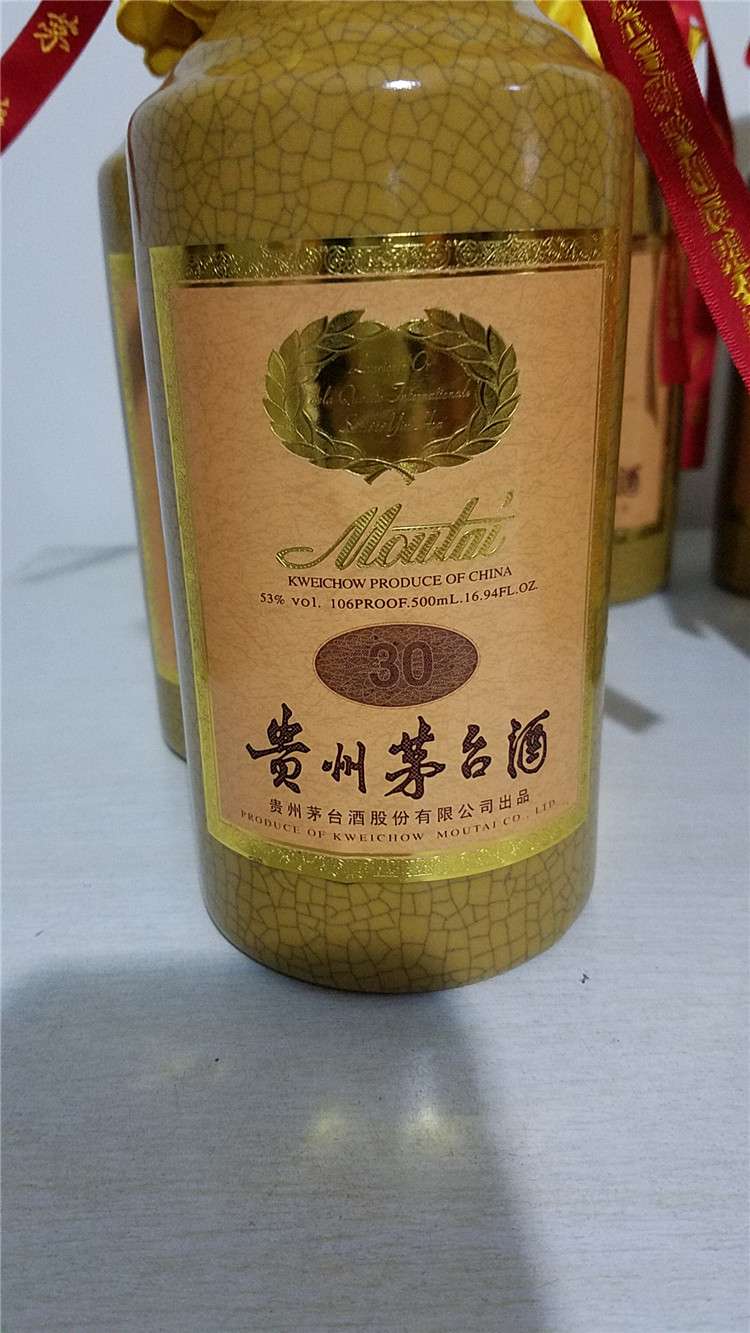 Moutai
KWEICHOW PRODUCE OF CHINA
53% vol. 106PROOF.500mL.16.94FL.OZ.
30
贵州茅台酒
贵州茅台酒股份有限公司出品
PRODUCE OF KWEICHOW MOUTAI CO., LTD.